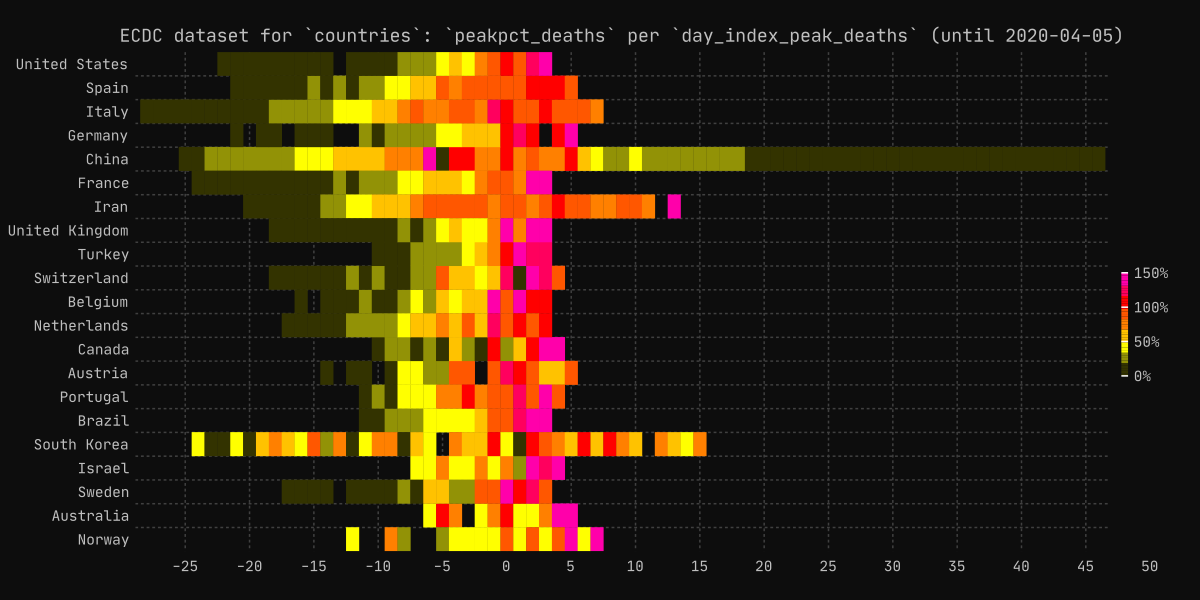 ECDC dataset for `countries`: `peakpct_deaths` per `day_index_peak_deaths` (until 2020-04-05)
United States
Spain
Italy
Germany
China
France
Iran
United Kingdom
Turkey
Switzerland
Belgium
Netherlands
Canada
Austria
Portugal
Brazil
South Korea
Israel
Sweden
Australia
Norway
-25 -20 -15 -10 -5 0 5 10 15 20 25 30 35 40 45 50
150%
100%
50%
0%